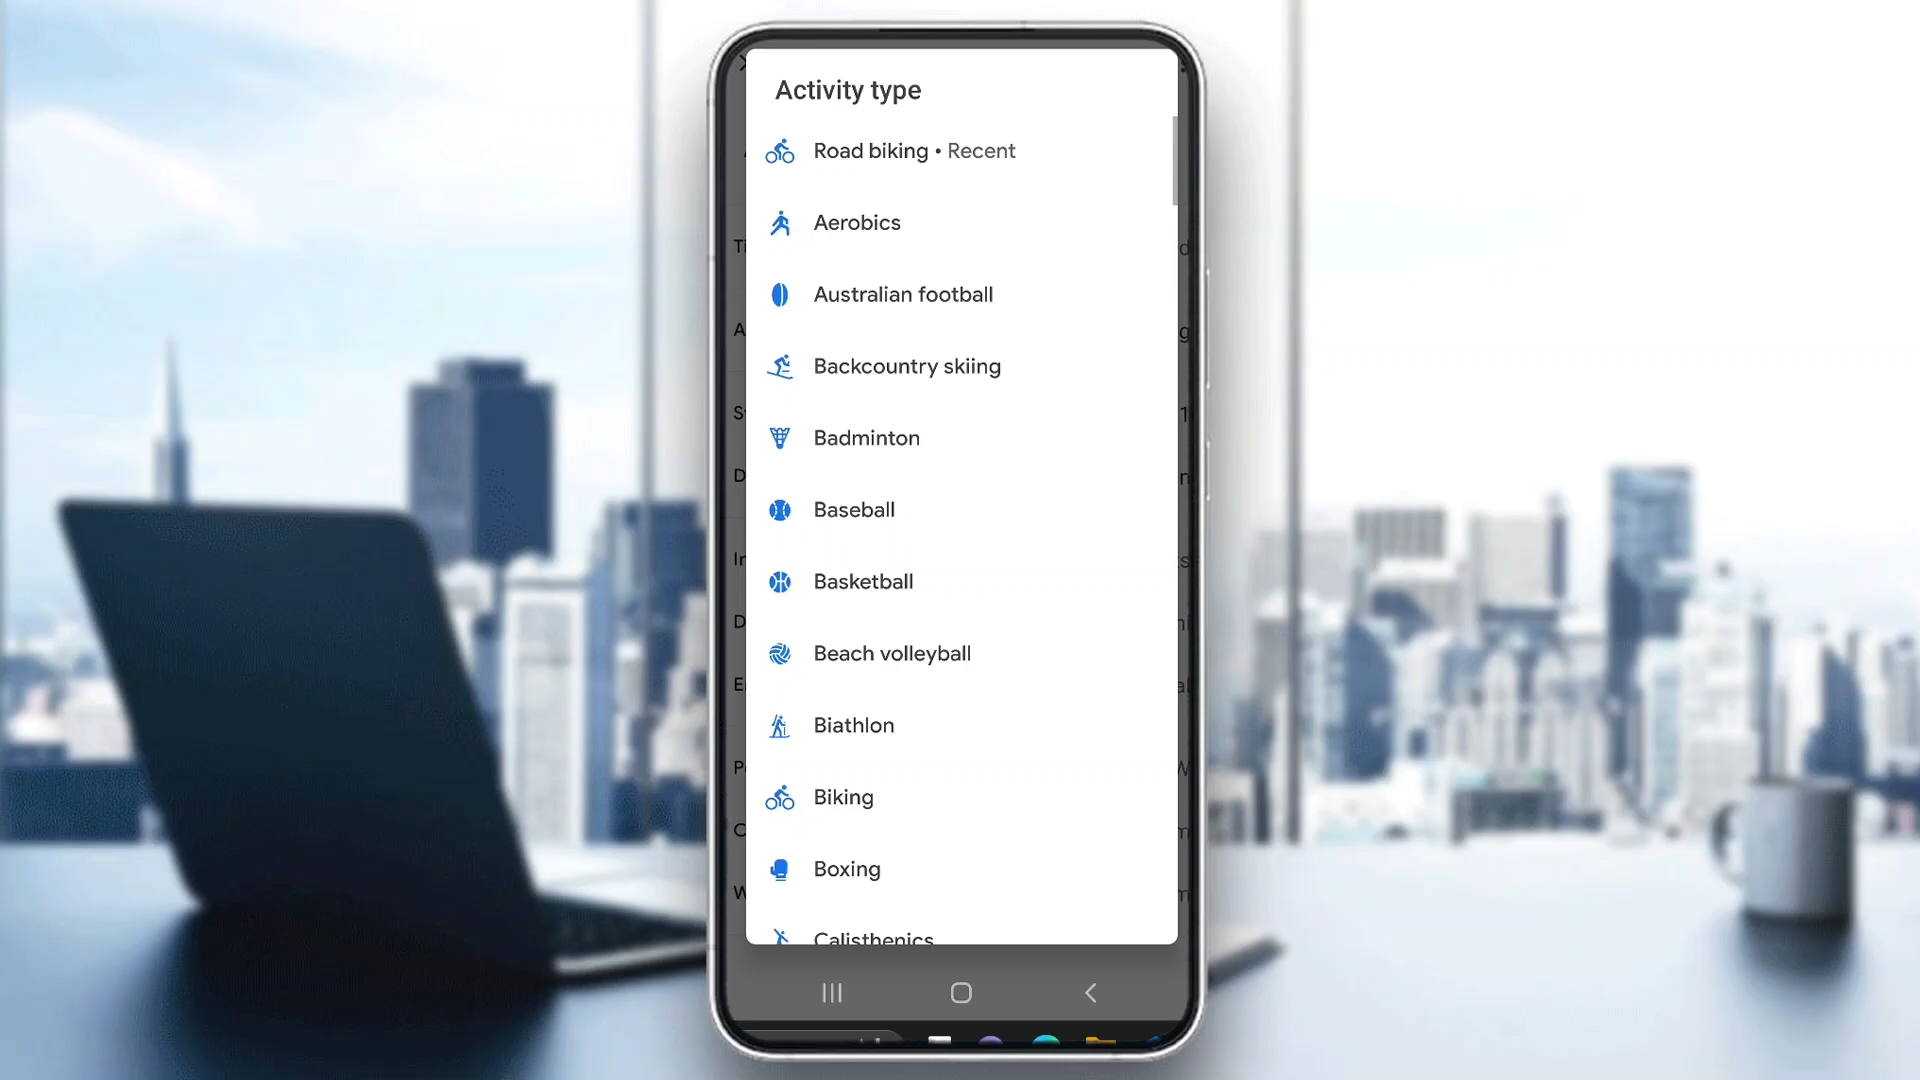 Activity type
Road biking • Recent
Aerobics
Australian football
Backcountry skiing
Badminton
Baseball
Basketball
Beach volleyball
Biathlon
Biking
Boxing
Calisthenics